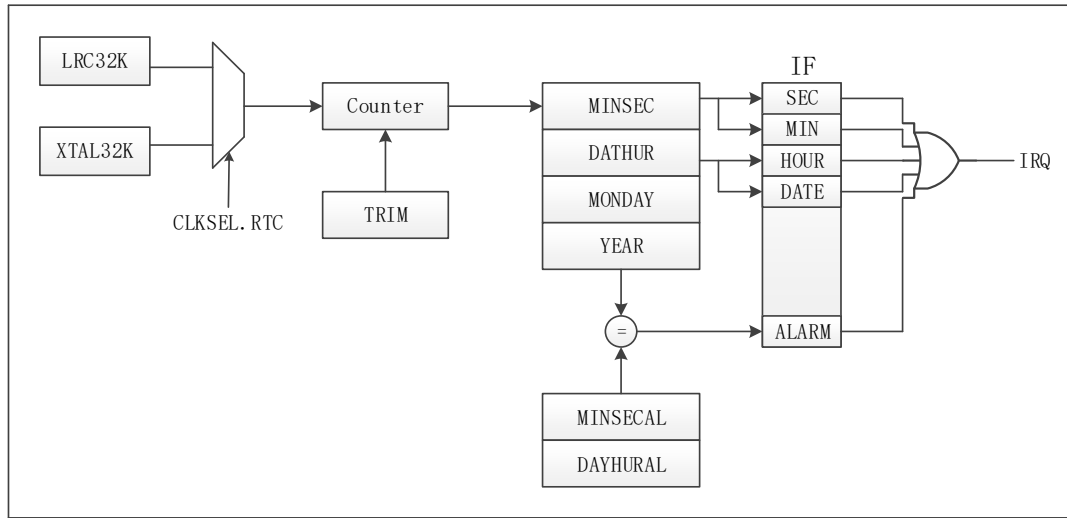 LRC32K
XTAL32K
CLKSEL.RTC
Counter
TRIM
MINSEC
DATHUR
MONDAY
YEAR
=
MINSECAL
DAYHURAL
IF
SEC
MIN
HOUR
DATE
ALARM
IRQ